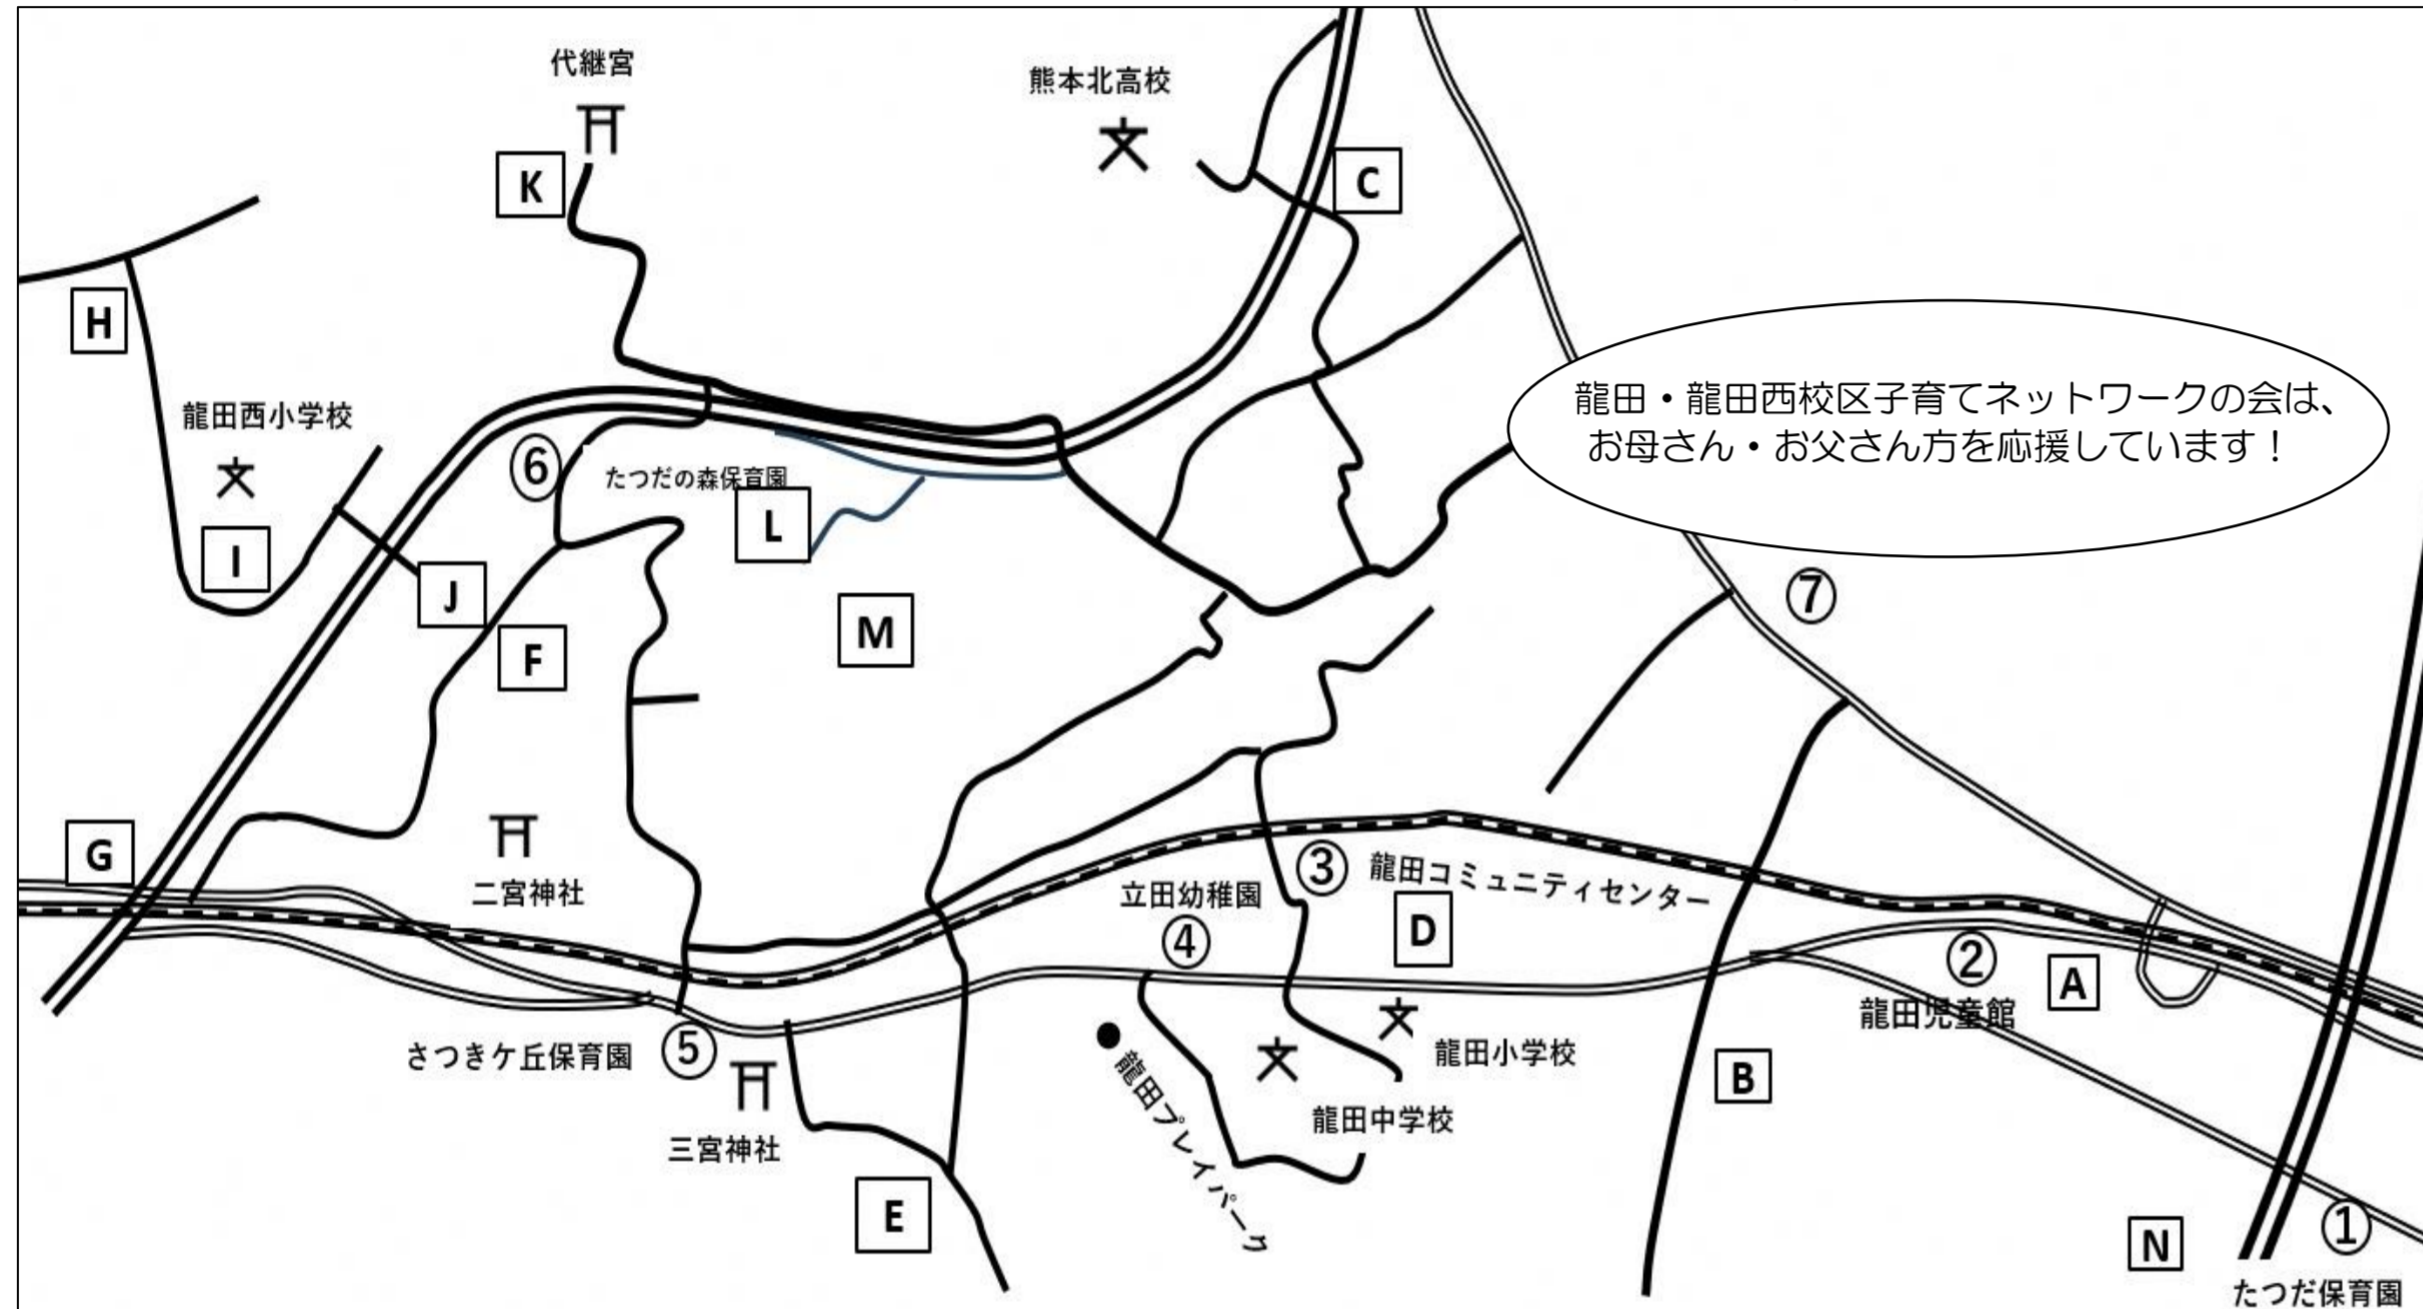 代継宮
熊本北高校
K
C
H
龍田西小学校
I
J
⑥
たつだの森保育園
L
F
M
龍田・龍田西校区子育てネットワークの会は、
お母さん・お父さん方を応援しています！
⑦
G
二宮神社
③
龍田コミュニティセンター
立田幼稚園
④
D
②
A
龍田児童館
さつきケ丘保育園
⑤
三宮神社
龍田プレイパーク
龍田小学校
龍田中学校
B
E
N
①
たつだ保育園